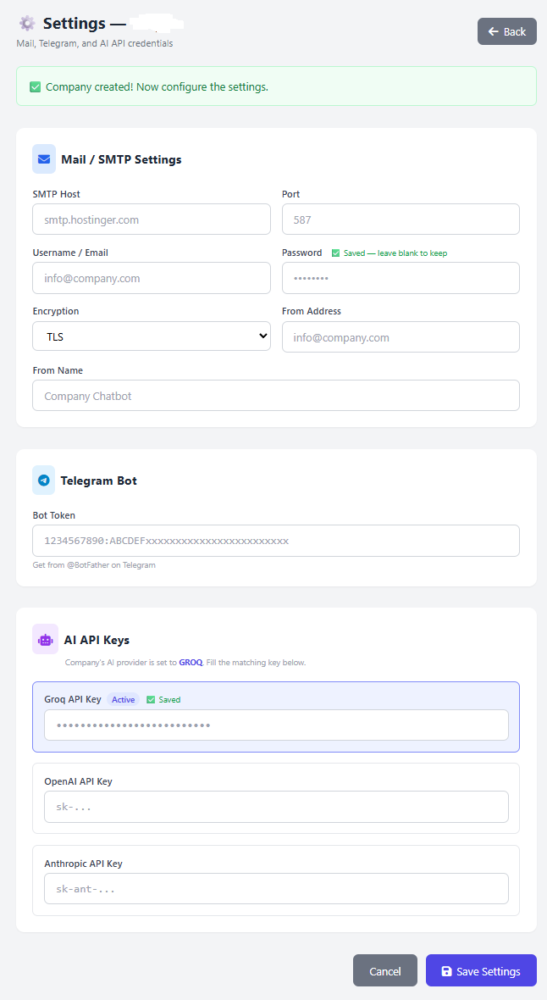 Settings —
Back
Mail, Telegram, and AI API credentials
Company created! Now configure the settings.
Mail / SMTP Settings
SMTP Host
Port
smtp.hostinger.com
587
Username / Email
Password Saved — leave blank to keep
info@company.com
••••••••
Encryption
From Address
TLS
info@company.com
From Name
Company Chatbot
Telegram Bot
Bot Token
1234567890:ABCDEFxxxxxxxxxxxxxxxxxxxxxxxx
Get from @BotFather on Telegram
AI API Keys
Company's AI provider is set to GROQ. Fill the matching key below.
Groq API Key Active Saved
••••••••••••••••••••••••••
OpenAI API Key
sk-...
Anthropic API Key
sk-ant-...
Cancel
Save Settings